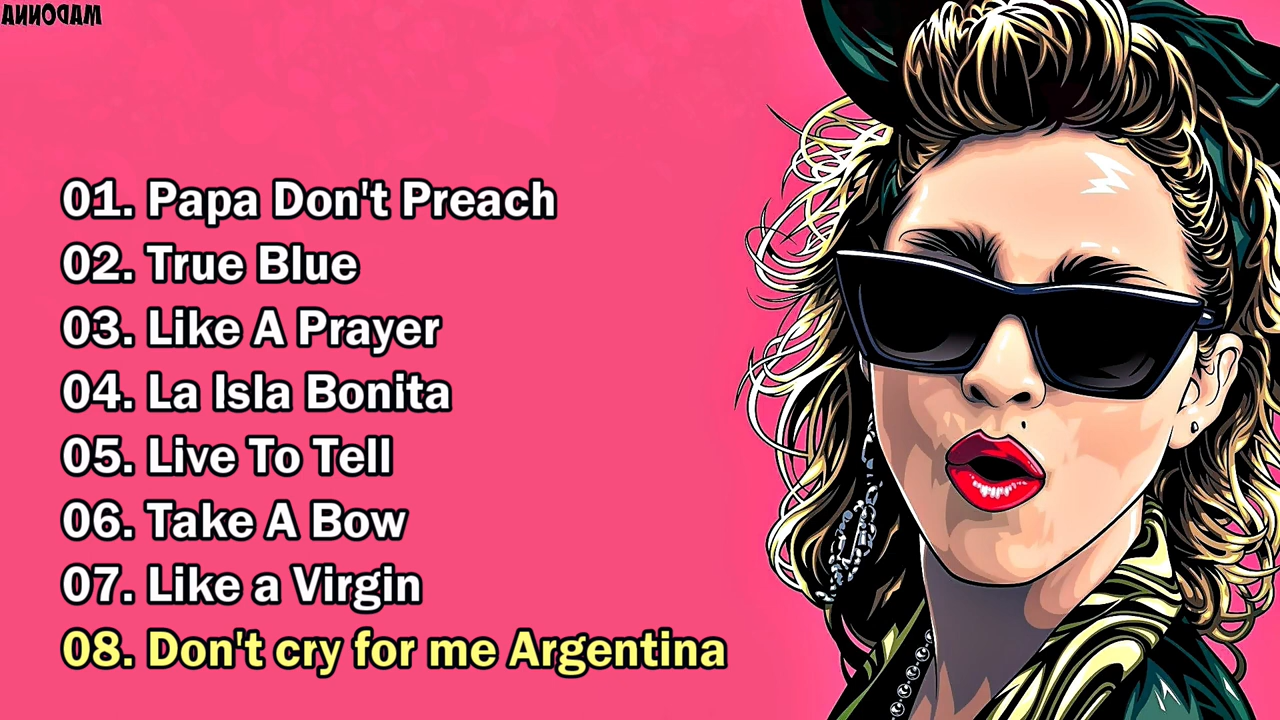 MADONNA
01. Papa Don't Preach
02. True Blue
03. Like A Prayer
04. La Isla Bonita
05. Live To Tell
06. Take A Bow
07. Like a Virgin
08. Don't cry for me Argentina